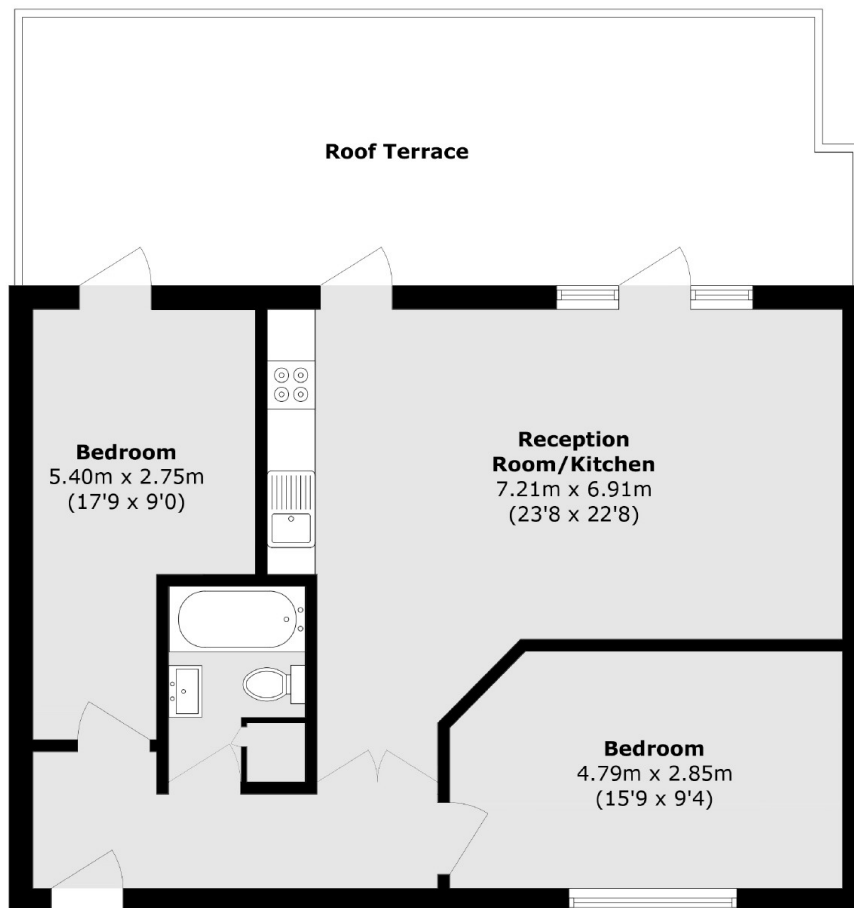 Roof Terrace
Bedroom
5.40m x 2.75m
(17'9 x 9'0)
Reception
Room/Kitchen
7.21m x 6.91m
(23'8 x 22'8)
Bedroom
4.79m x 2.85m
(15'9 x 9'4)